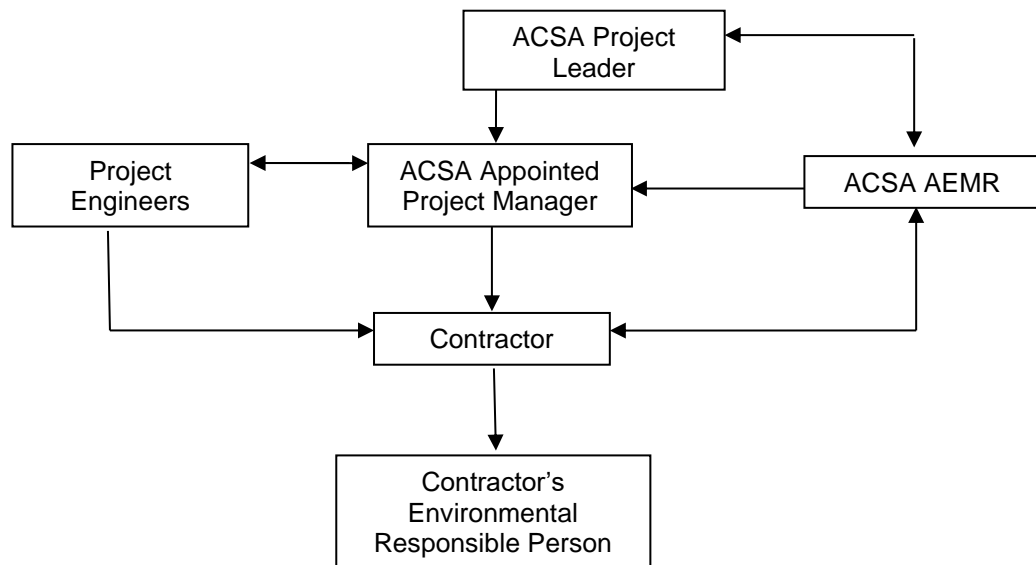 ACSA Project
Leader
Project
Engineers
ACSA Appointed
Project Manager
ACSA AEMR
Contractor
Contractor’s
Environmental
Responsible Person